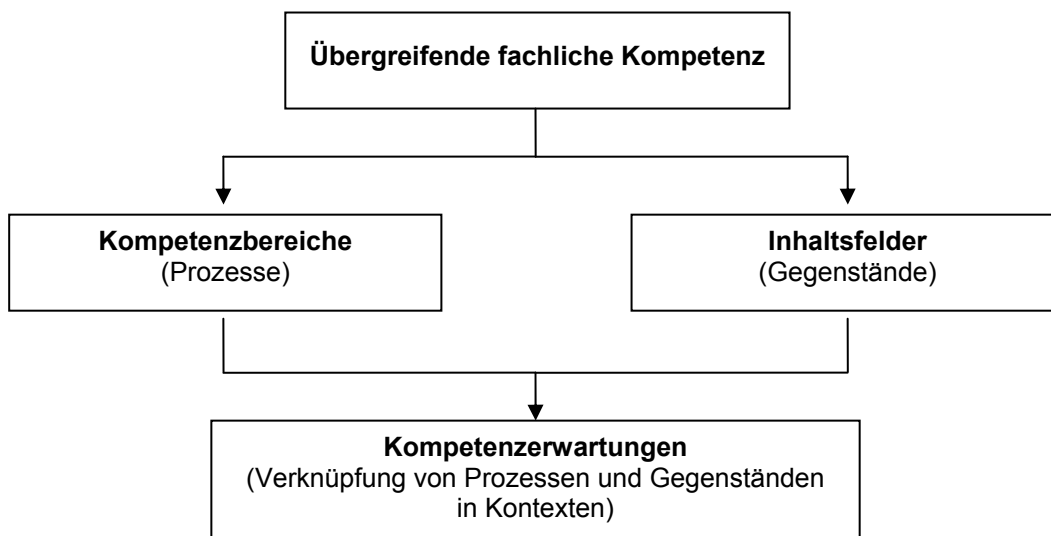 Übergreifende fachliche Kompetenz
Kompetenzbereiche
(Prozesse)
Inhaltsfelder
(Gegenstände)
Kompetenzerwartungen
(Verknüpfung von Prozessen und Gegenständen
in Kontexten)